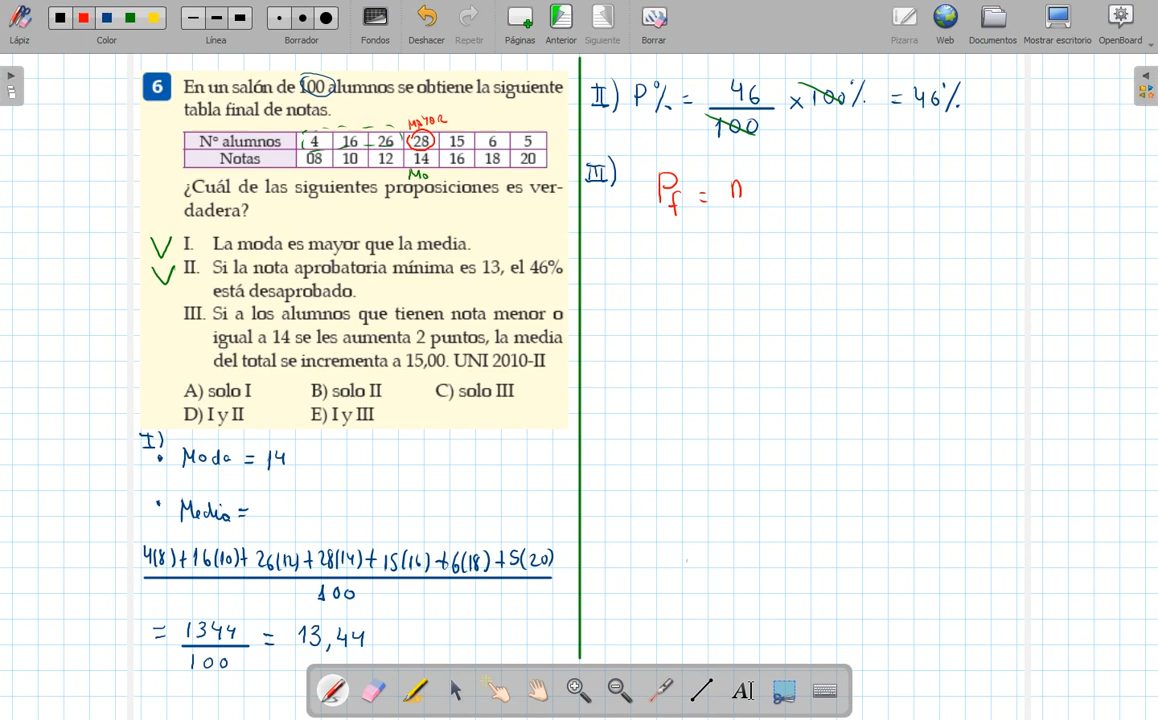 Lápiz Color Línea Borrador Fondos Deshacer Repetir Páginas Anterior Siguiente Borrar Pizarra Web Documentos Mostrar escritorio OpenBoard
6 En un salón de 100 alumnos se obtiene la siguiente
tabla final de notas.
MAYOR
N° alumnos 4 16 26 28 15 6 5
Notas 08 10 12 14 16 18 20
Mo
¿Cuál de las siguientes proposiciones es ver-
dadera?
I. La moda es mayor que la media.
II. Si la nota aprobatoria mínima es 13, el 46%
está desaprobado.
III. Si a los alumnos que tienen nota menor o
igual a 14 se les aumenta 2 puntos, la media
del total se incrementa a 15,00. UNI 2010-II
A) solo I B) solo II C) solo III
D) I y II E) I y III
I)
• Moda = 14
• Media =
4(8)+16(10)+26(12)+28(14)+15(16)+6(18)+5(20)
100
= 1344 = 13,44
100
II) P% = 46 × 100% = 46%
100
III)
Pf = n
AI